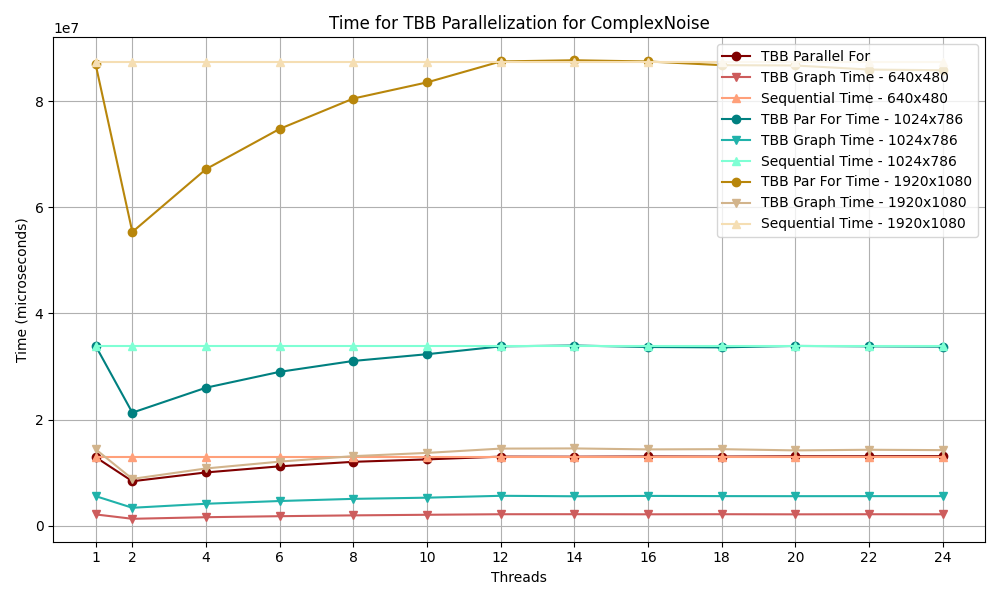 Time for TBB Parallelization for ComplexNoise
1e7
TBB Parallel For
TBB Graph Time - 640x480
Sequential Time - 640x480
TBB Par For Time - 1024x786
TBB Graph Time - 1024x786
Sequential Time - 1024x786
TBB Par For Time - 1920x1080
TBB Graph Time - 1920x1080
Sequential Time - 1920x1080
Time (microseconds)
8
6
4
2
0
1 2 4 6 8 10 12 14 16 18 20 22 24
Threads